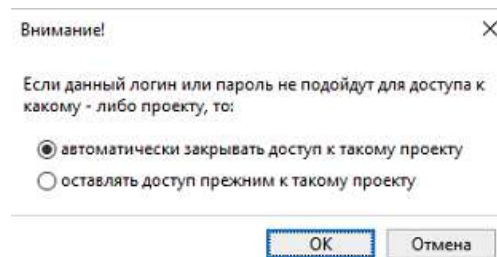 Внимание!
Если данный логин или пароль не подойдут для доступа к
какому - либо проекту, то:
автоматически закрывать доступ к такому проекту
оставлять доступ прежним к такому проекту
ОК Отмена